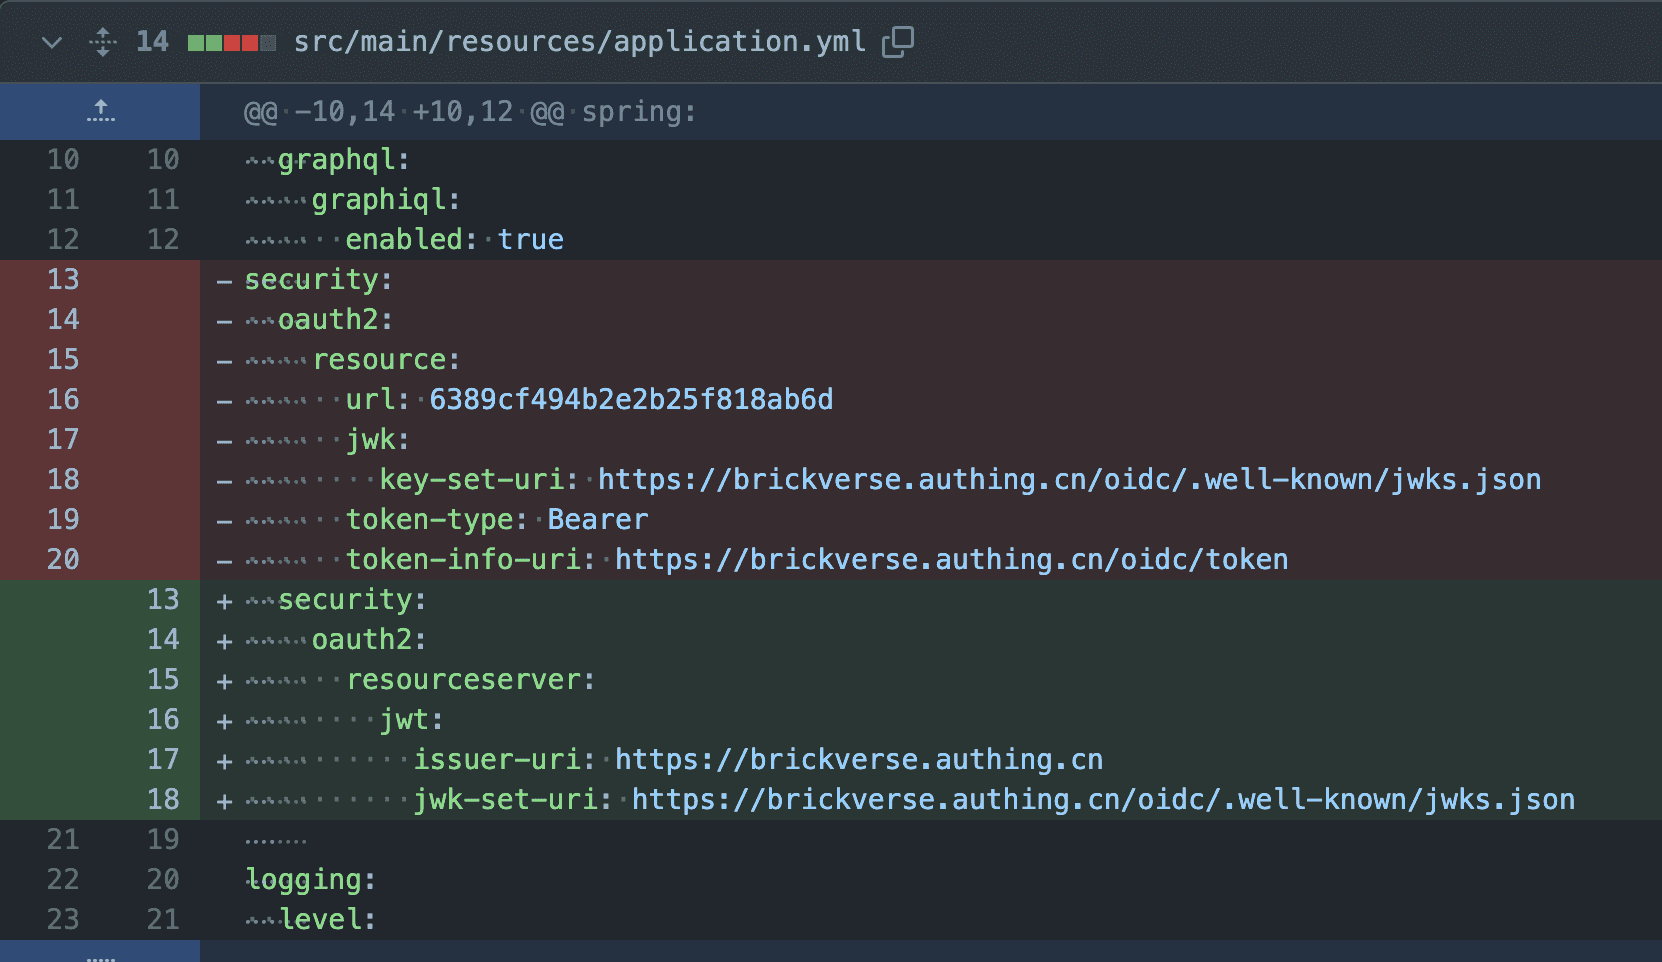 14 src/main/resources/application.yml
@@ -10,14 +10,12 @@ spring:
10 10   graphql:
11 11     graphiql:
12 12       enabled: true
13 - security:
14 -   oauth2:
15 -     resource:
16 -       url: 6389cf494b2e2b25f818ab6d
17 -       jwk:
18 -         key-set-uri: https://brickverse.authing.cn/oidc/.well-known/jwks.json
19 -       token-type: Bearer
20 -       token-info-uri: https://brickverse.authing.cn/oidc/token
13 +   security:
14 +     oauth2:
15 +       resourceserver:
16 +         jwt:
17 +           issuer-uri: https://brickverse.authing.cn
18 +           jwk-set-uri: https://brickverse.authing.cn/oidc/.well-known/jwks.json
21 19
22 20 logging:
23 21   level: